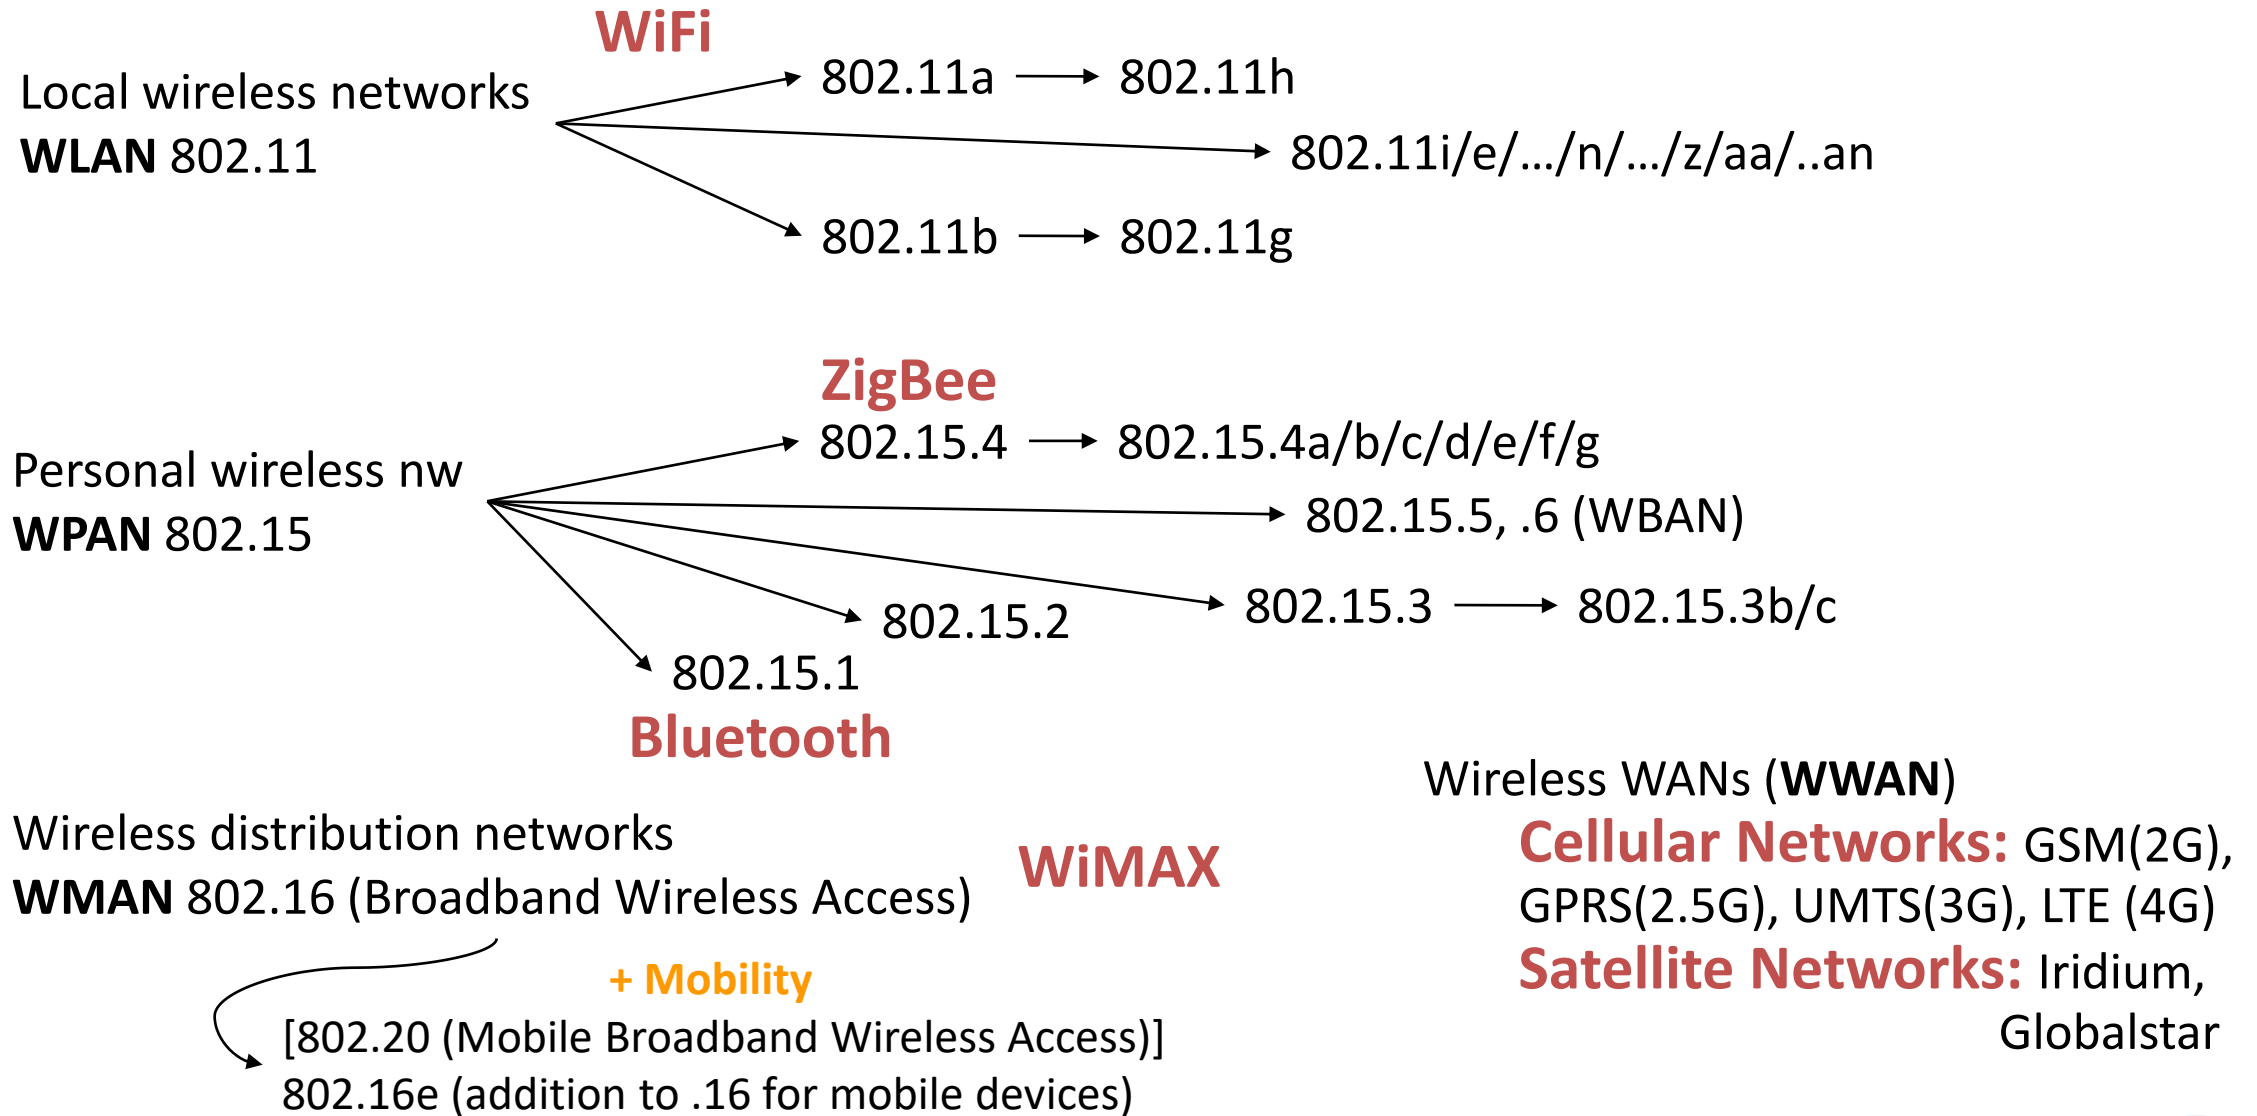 WiFi
Local wireless networks
WLAN 802.11
802.11a
802.11h
802.11i/e/…/n/…/z/aa/..an
802.11b
802.11g
ZigBee
Personal wireless nw
WPAN 802.15
802.15.4
802.15.4a/b/c/d/e/f/g
802.15.5, .6 (WBAN)
802.15.3
802.15.3b/c
802.15.2
802.15.1
Bluetooth
Wireless distribution networks
WMAN 802.16 (Broadband Wireless Access)
WiMAX
+ Mobility
[802.20 (Mobile Broadband Wireless Access)]
802.16e (addition to .16 for mobile devices)
Wireless WANs (WWAN)
Cellular Networks: GSM(2G),
GPRS(2.5G), UMTS(3G), LTE (4G)
Satellite Networks: Iridium,
Globalstar